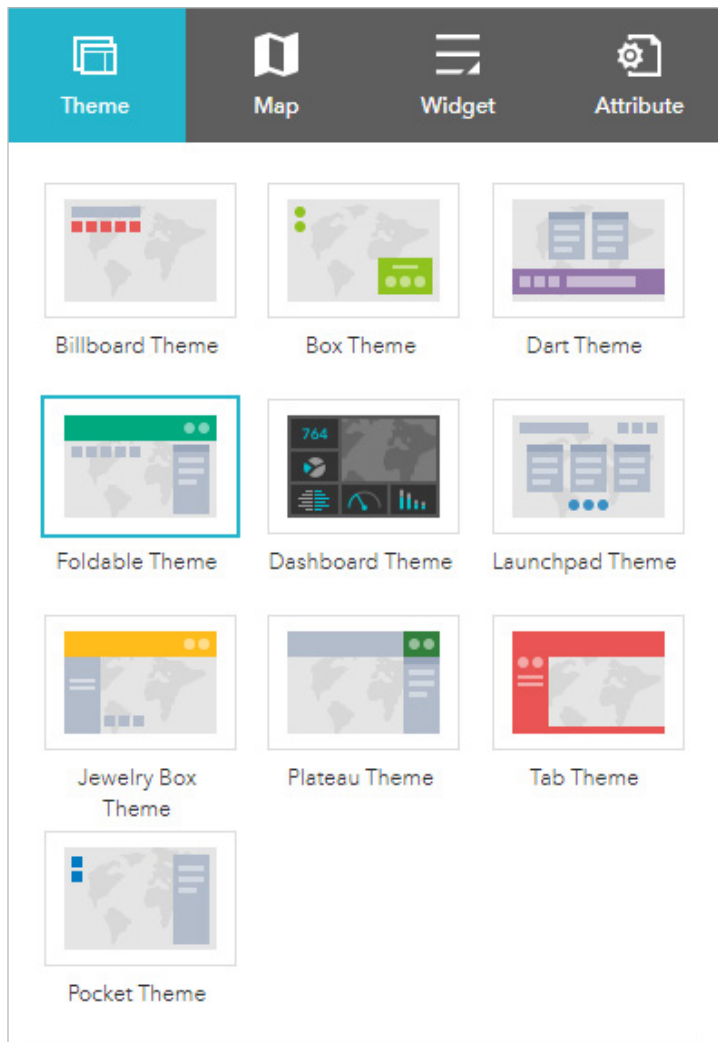 Theme Map Widget Attribute
Billboard Theme Box Theme Dart Theme
764
Foldable Theme Dashboard Theme Launchpad Theme
Jewelry Box Plateau Theme Tab Theme
Theme
Pocket Theme